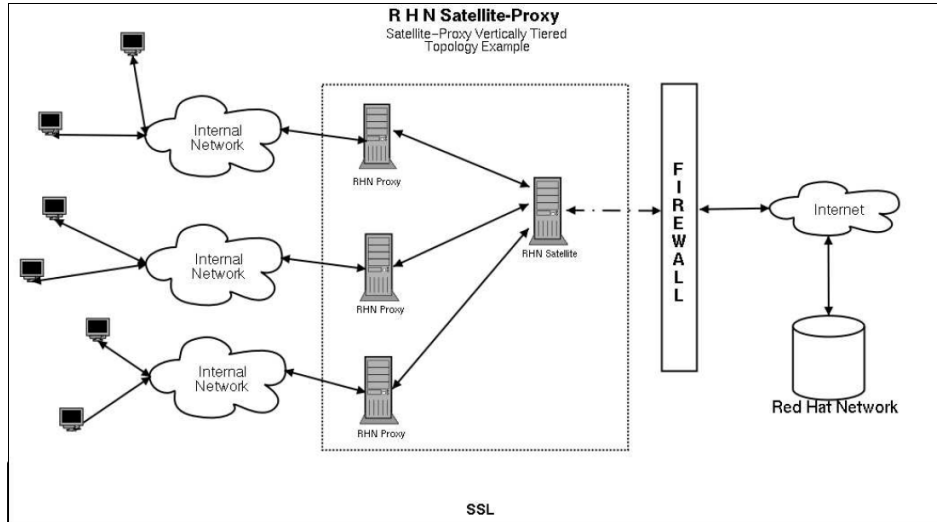 R H N Satellite-Proxy
Satellite-Proxy Vertically Tiered
Topology Example
Internal
Network
RHN Proxy
Internal
Network
RHN Proxy
Internal
Network
RHN Proxy
RHN Satellite
FIREWALL
Internet
Red Hat Network
SSL